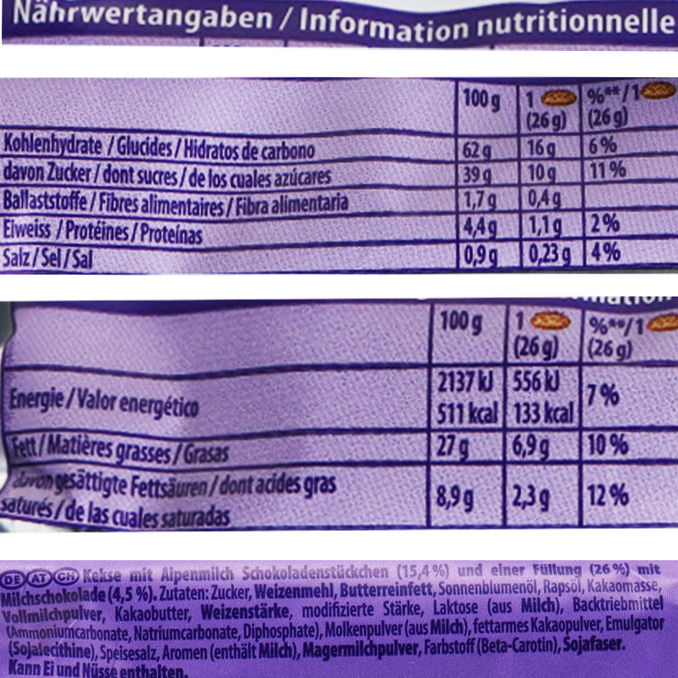 Nährwertangaben / Information nutritionnelle
100 g 1 %**/1
(26 g) (26 g)
Kohlenhydrate / Glucides / Hidratos de carbono 62 g 16 g 6 %
davon Zucker / dont sucres / de los cuales azúcares 39 g 10 g 11 %
Ballaststoffe / Fibres alimentaires / Fibra alimentaria 1,7 g 0,4 g
Eiweiss / Protéines / Proteínas 4,4 g 1,1 g 2 %
Salz / Sel / Sal 0,9 g 0,23 g 4 %
100 g 1 %**/1
(26 g) (26 g)
Energie / Valor energético 2137 kJ 556 kJ 7 %
511 kcal 133 kcal
Fett / Matières grasses / Grasas 27 g 6,9 g 10 %
davon gesättigte Fettsäuren / dont acides gras
saturés / de las cuales saturadas 8,9 g 2,3 g 12 %
DE AT CH Kekse mit Alpenmilch Schokoladenstückchen (15,4 %) und einer Füllung (26 %) mit
Milchschokolade (4,5 %). Zutaten: Zucker, Weizenmehl, Butterreinfett, Sonnenblumenöl, Rapsöl, Kakaomasse,
Vollmilchpulver, Kakaobutter, Weizenstärke, modifizierte Stärke, Laktose (aus Milch), Backtriebmittel
(Ammoniumcarbonate, Natriumcarbonate, Diphosphate), Molkenpulver (aus Milch), fettarmes Kakaopulver, Emulgator
(Sojalecithine), Speisesalz, Aromen (enthält Milch), Magermilchpulver, Farbstoff (Beta-Carotin), Sojafaser.
Kann Ei und Nüsse enthalten.